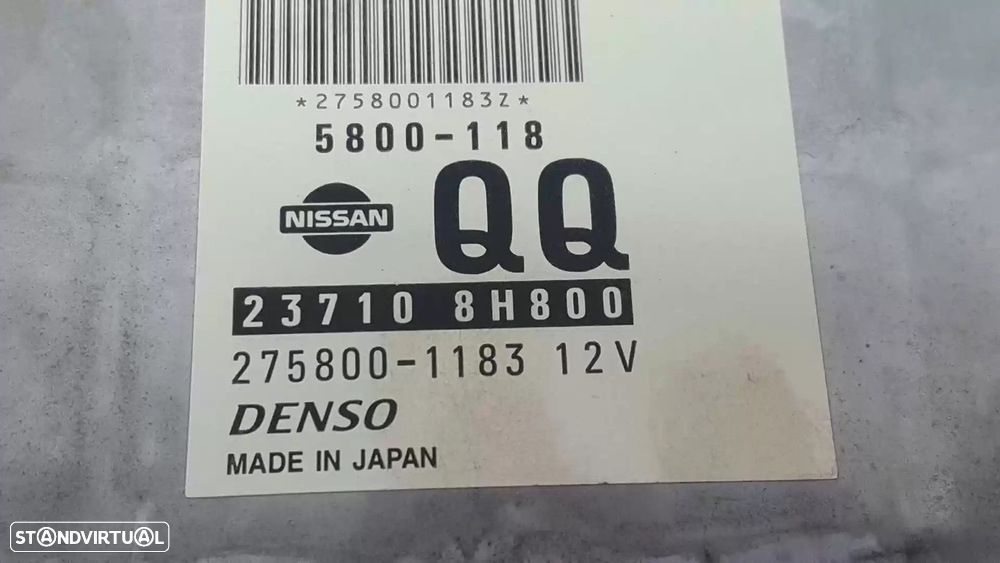 *2758001183Z*
5800-118
NISSAN QQ
23710 8H800
275800-1183 12V
DENSO
MADE IN JAPAN
STANDVIRTUAL